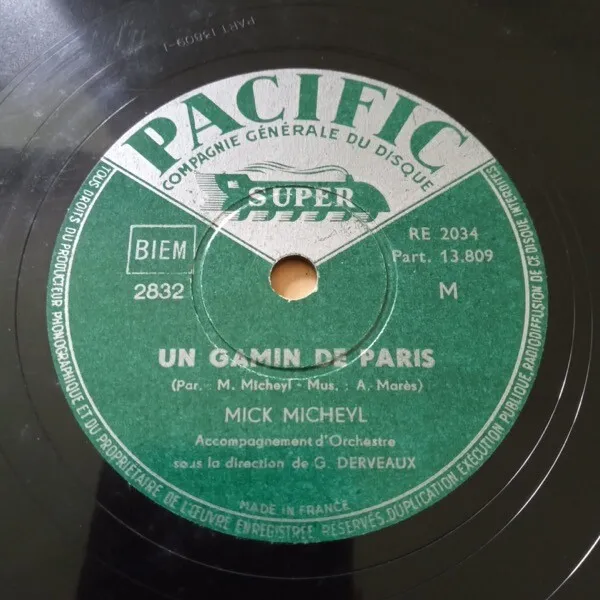 PART 13809-1
PACIFIC
COMPAGNIE GÉNÉRALE DU DISQUE
SUPER
BIEM
2832
RE 2034
Part. 13.809
M
UN GAMIN DE PARIS
(Par. : M. Micheyl - Mus. : A. Marès)
MICK MICHEYL
Accompagnement d'Orchestre
sous la direction de G. DERVEAUX
MADE IN FRANCE
TOUS DROITS DU PRODUCTEUR PHONOGRAPHIQUE ET DU PROPRIÉTAIRE DE L'ŒUVRE ENREGISTRÉE RÉSERVÉS. DUPLICATION EXÉCUTION PUBLIQUE, RADIODIFFUSION DE CE DISQUE INTERDITES